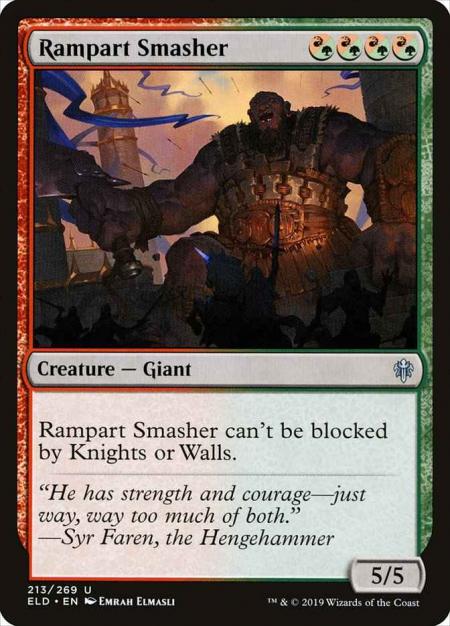 Rampart Smasher
Creature — Giant
Rampart Smasher can't be blocked
by Knights or Walls.
"He has strength and courage—just
way, way too much of both."
—Syr Faren, the Hengehammer
5/5
213/269 U
ELD • EN Emrah Elmasli
™ & © 2019 Wizards of the Coast